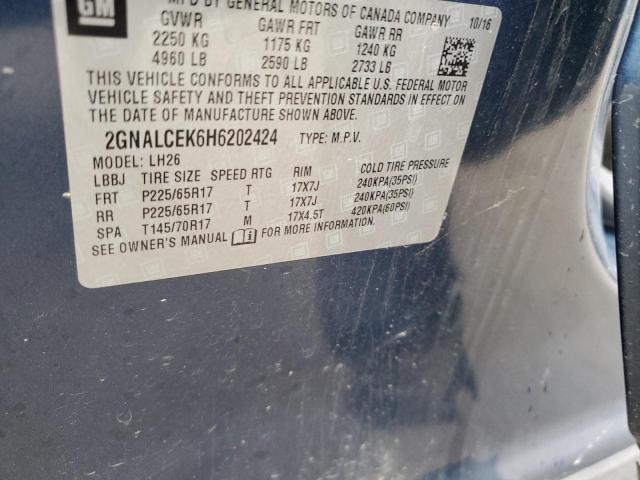 GM
MFD BY GENERAL MOTORS OF CANADA COMPANY 10/16
GVWR GAWR FRT GAWR RR
2250 KG 1175 KG 1240 KG
4960 LB 2590 LB 2733 LB
THIS VEHICLE CONFORMS TO ALL APPLICABLE U.S. FEDERAL MOTOR
VEHICLE SAFETY AND THEFT PREVENTION STANDARDS IN EFFECT ON
THE DATE OF MANUFACTURE SHOWN ABOVE.
2GNALCEK6H6202424 TYPE: M.P.V.
MODEL: LH26
LBBJ TIRE SIZE SPEED RTG RIM COLD TIRE PRESSURE
FRT P225/65R17 T 17X7J 240KPA(35PSI)
RR P225/65R17 T 17X7J 240KPA(35PSI)
SPA T145/70R17 M 17X4.5T 420KPA(60PSI)
SEE OWNER'S MANUAL FOR MORE INFORMATION.